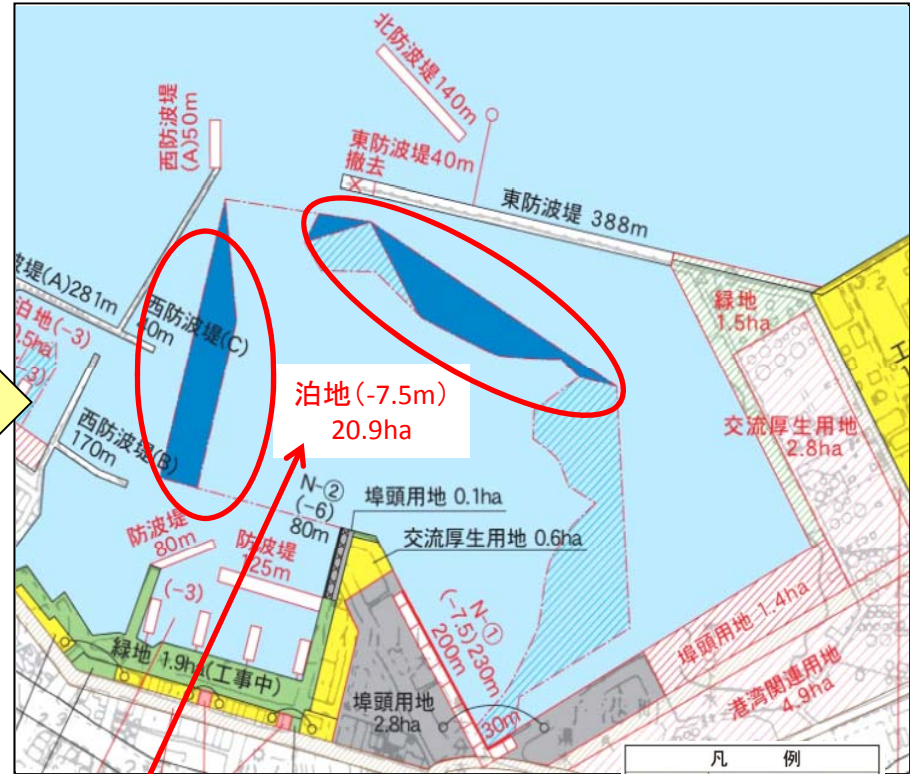 北防波堤140m
西防波堤
(A)50m
東防波堤40m
撤去
東防波堤 388m
波堤(A)281m
西防波堤(C)
40m
泊地(-3)
0.5ha
-3)
緑地
1.5ha
泊地(-7.5m)
20.9ha
交流厚生用地
2.8ha
西防波堤(B)
170m
N-②
(-6)
80m
埠頭用地 0.1ha
交流厚生用地 0.6ha
防波堤
80m
防波堤
125m
(-3)
N-①
(-7.5)230m
200m
埠頭用地 1.4ha
緑地 1.9ha(工事中)
港湾関連用地
4.9ha
埠頭用地
2.8ha
30m
凡 例